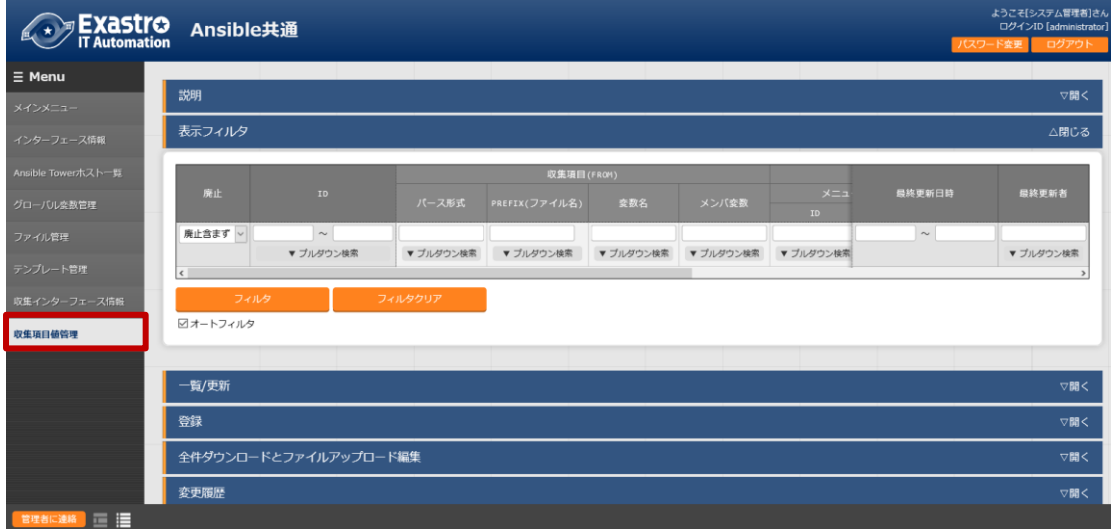 Exastro
IT Automation
Ansible共通
ようこそ[システム管理者]さん
ログインID [administrator]
パスワード変更
ログアウト
☰ Menu
メインメニュー
インターフェース情報
Ansible Towerホスト一覧
グローバル変数管理
ファイル管理
テンプレート管理
収集インターフェース情報
収集項目値管理
説明
▽開く
表示フィルタ
△閉じる
廃止
ID
収集項目(FROM)
パース形式
PREFIX(ファイル名)
変数名
メンバ変数
メニュ
ID
最終更新日時
最終更新者
廃止含まず
~
~
▼プルダウン検索
▼プルダウン検索
▼プルダウン検索
▼プルダウン検索
▼プルダウン検索
▼プルダウン検索
▼プルダウン検索
フィルタ
フィルタクリア
☑オートフィルタ
一覧/更新
▽開く
登録
▽開く
全件ダウンロードとファイルアップロード編集
▽開く
変更履歴
▽開く
管理者に連絡